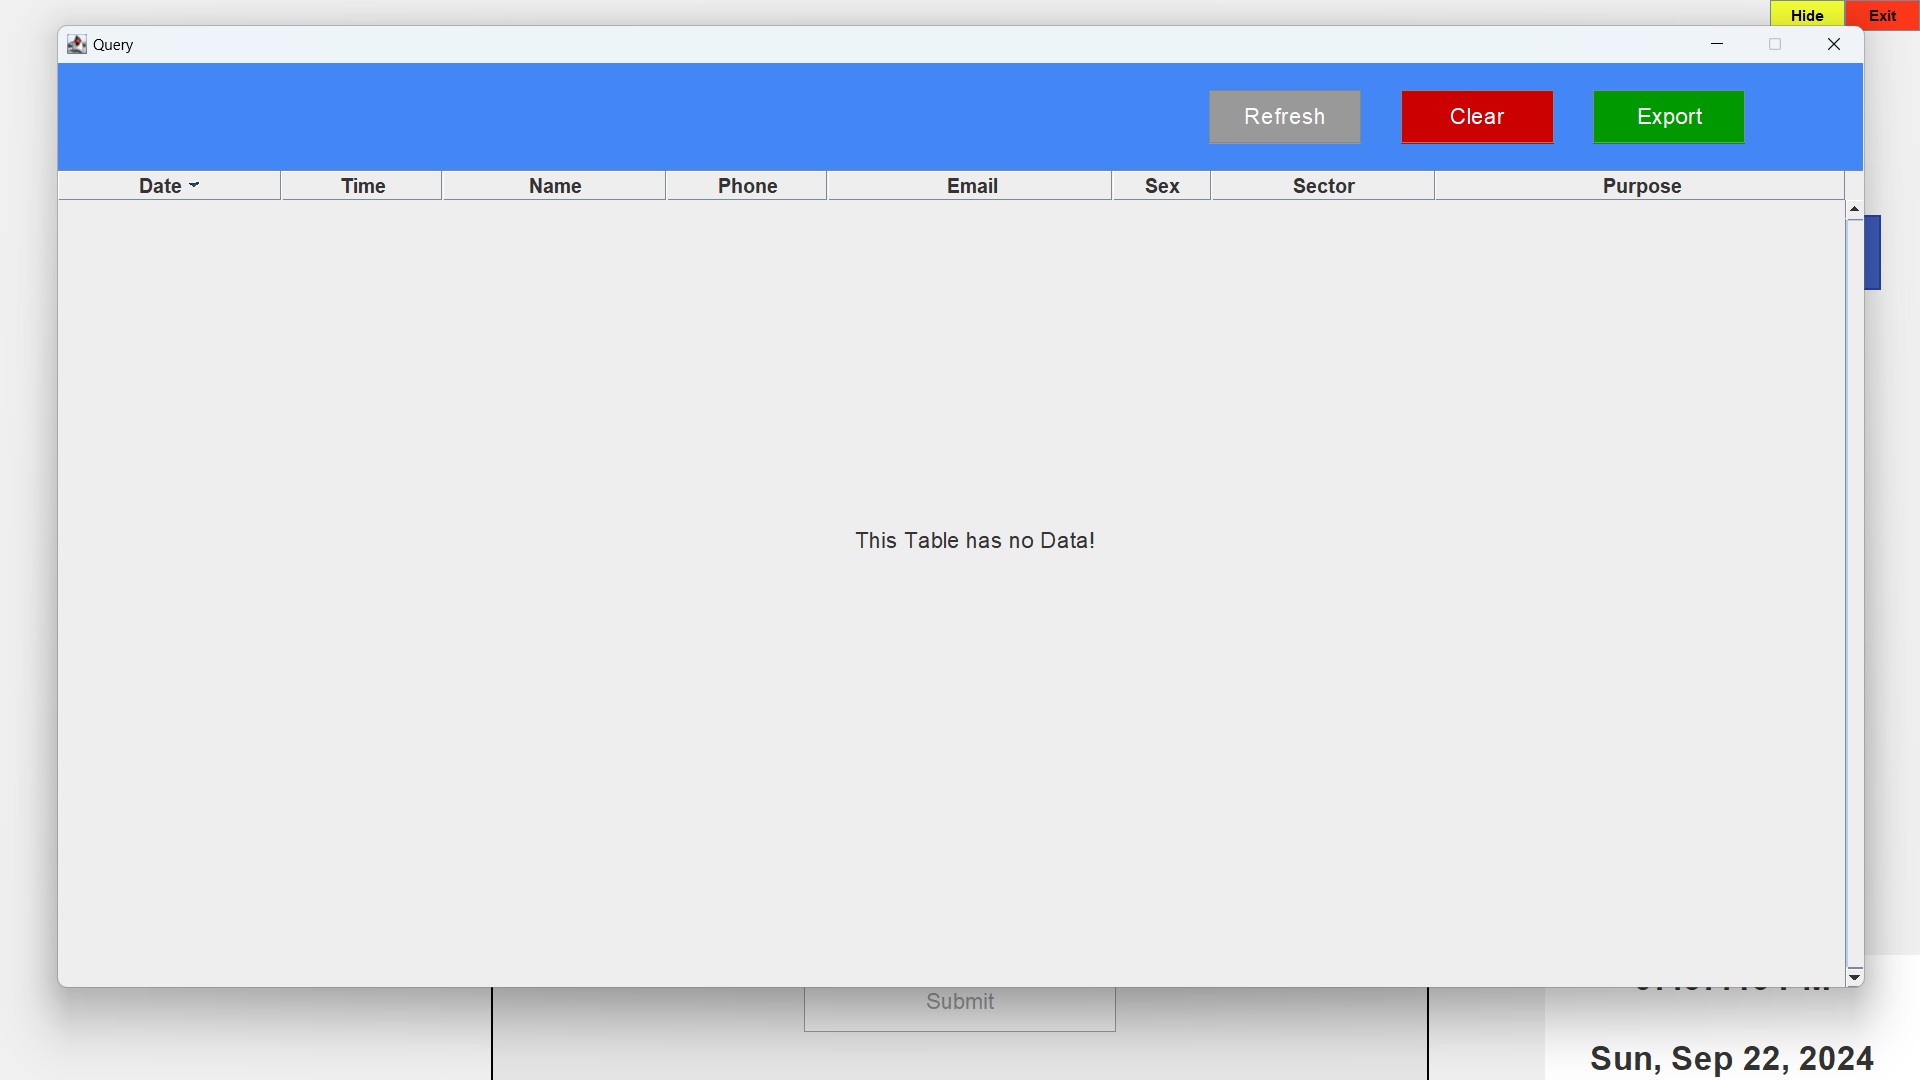 Hide Exit
Query
Refresh Clear Export
Date Time Name Phone Email Sex Sector Purpose
This Table has no Data!
Submit
Sun, Sep 22, 2024